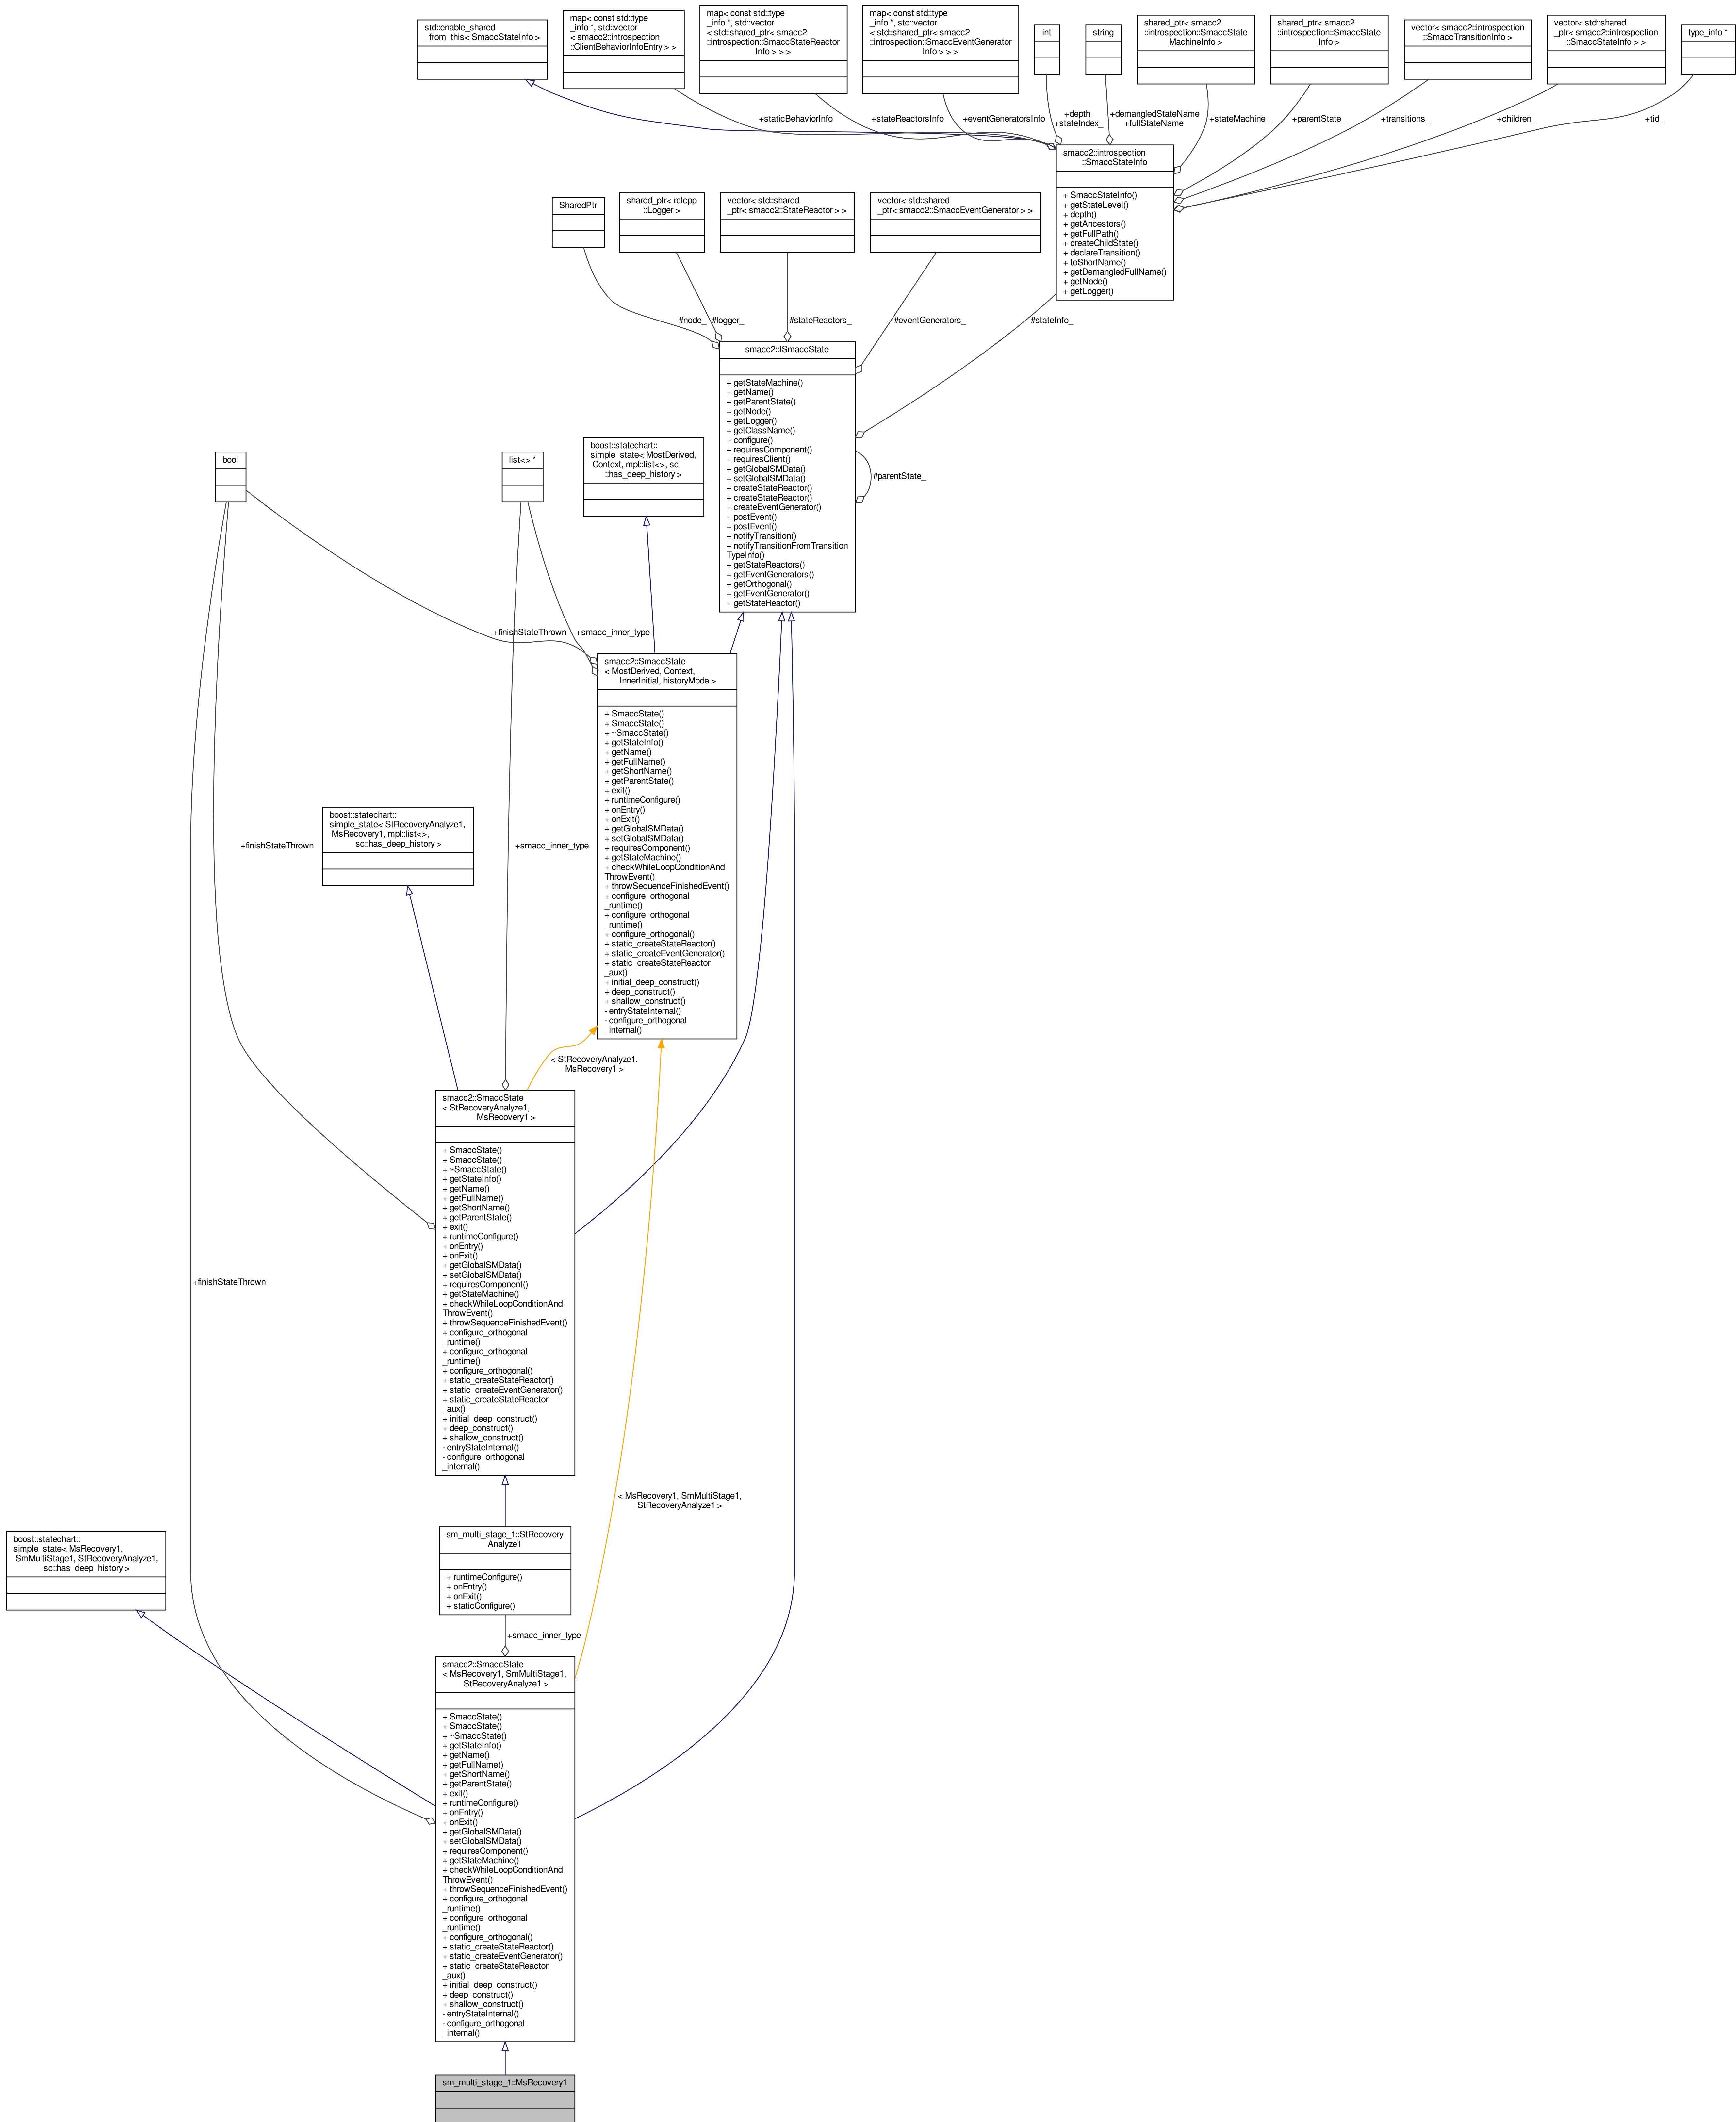 std::enable_shared
_from_this< SmaccStateInfo >
map< const std::type
_info *, std::vector
< smacc2::introspection
::ClientBehaviorInfoEntry > >
map< const std::type
_info *, std::vector
< std::shared_ptr< smacc2
::introspection::SmaccStateReactor
Info > > >
map< const std::type
_info *, std::vector
< std::shared_ptr< smacc2
::introspection::SmaccEventGenerator
Info > > >
int
string
shared_ptr< smacc2
::introspection::SmaccState
MachineInfo >
shared_ptr< smacc2
::introspection::SmaccState
Info >
vector< smacc2::introspection
::SmaccTransitionInfo >
vector< std::shared
_ptr< smacc2::introspection
::SmaccStateInfo > >
type_info *
+staticBehaviorInfo
+stateReactorsInfo
+eventGeneratorsInfo
+depth_
+stateIndex_
+demangledStateName
+fullStateName
+stateMachine_
+parentState_
+transitions_
+children_
+tid_
smacc2::introspection
::SmaccStateInfo
+ SmaccStateInfo()
+ getStateLevel()
+ depth()
+ getAncestors()
+ getFullPath()
+ createChildState()
+ declareTransition()
+ toShortName()
+ getDemangledFullName()
+ getNode()
+ getLogger()
SharedPtr
shared_ptr< rclcpp
::Logger >
vector< std::shared
_ptr< smacc2::StateReactor > >
vector< std::shared
_ptr< smacc2::SmaccEventGenerator > >
#node_
#logger_
#stateReactors_
#eventGenerators_
#stateInfo_
smacc2::ISmaccState
+ getStateMachine()
+ getName()
+ getParentState()
+ getNode()
+ getLogger()
+ getClassName()
+ configure()
+ requiresComponent()
+ requiresClient()
+ getGlobalSMData()
+ setGlobalSMData()
+ createStateReactor()
+ createStateReactor()
+ createEventGenerator()
+ postEvent()
+ postEvent()
+ notifyTransition()
+ notifyTransitionFromTransition
TypeInfo()
+ getStateReactors()
+ getEventGenerators()
+ getOrthogonal()
+ getEventGenerator()
+ getStateReactor()
#parentState_
bool
list<> *
boost::statechart::
simple_state< MostDerived,
Context, mpl::list<>, sc
::has_deep_history >
+finishStateThrown
+smacc_inner_type
smacc2::SmaccState
< MostDerived, Context,
InnerInitial, historyMode >
+ SmaccState()
+ SmaccState()
+ ~SmaccState()
+ getStateInfo()
+ getName()
+ getFullName()
+ getShortName()
+ getParentState()
+ exit()
+ runtimeConfigure()
+ onEntry()
+ onExit()
+ getGlobalSMData()
+ setGlobalSMData()
+ requiresComponent()
+ getStateMachine()
+ checkWhileLoopConditionAnd
ThrowEvent()
+ throwSequenceFinishedEvent()
+ configure_orthogonal
_runtime()
+ configure_orthogonal
_runtime()
+ configure_orthogonal()
+ static_createStateReactor()
+ static_createEventGenerator()
+ static_createStateReactor
_aux()
+ initial_deep_construct()
+ deep_construct()
+ shallow_construct()
- entryStateInternal()
- configure_orthogonal
_internal()
boost::statechart::
simple_state< StRecoveryAnalyze1,
MsRecovery1, mpl::list<>,
sc::has_deep_history >
+finishStateThrown
+smacc_inner_type
< StRecoveryAnalyze1,
MsRecovery1 >
smacc2::SmaccState
< StRecoveryAnalyze1,
MsRecovery1 >
+ SmaccState()
+ SmaccState()
+ ~SmaccState()
+ getStateInfo()
+ getName()
+ getFullName()
+ getShortName()
+ getParentState()
+ exit()
+ runtimeConfigure()
+ onEntry()
+ onExit()
+ getGlobalSMData()
+ setGlobalSMData()
+ requiresComponent()
+ getStateMachine()
+ checkWhileLoopConditionAnd
ThrowEvent()
+ throwSequenceFinishedEvent()
+ configure_orthogonal
_runtime()
+ configure_orthogonal
_runtime()
+ configure_orthogonal()
+ static_createStateReactor()
+ static_createEventGenerator()
+ static_createStateReactor
_aux()
+ initial_deep_construct()
+ deep_construct()
+ shallow_construct()
- entryStateInternal()
- configure_orthogonal
_internal()
+finishStateThrown
< MsRecovery1, SmMultiStage1,
StRecoveryAnalyze1 >
boost::statechart::
simple_state< MsRecovery1,
SmMultiStage1, StRecoveryAnalyze1,
sc::has_deep_history >
sm_multi_stage_1::StRecovery
Analyze1
+ runtimeConfigure()
+ onEntry()
+ onExit()
+ staticConfigure()
+smacc_inner_type
smacc2::SmaccState
< MsRecovery1, SmMultiStage1,
StRecoveryAnalyze1 >
+ SmaccState()
+ SmaccState()
+ ~SmaccState()
+ getStateInfo()
+ getName()
+ getFullName()
+ getShortName()
+ getParentState()
+ exit()
+ runtimeConfigure()
+ onEntry()
+ onExit()
+ getGlobalSMData()
+ setGlobalSMData()
+ requiresComponent()
+ getStateMachine()
+ checkWhileLoopConditionAnd
ThrowEvent()
+ throwSequenceFinishedEvent()
+ configure_orthogonal
_runtime()
+ configure_orthogonal
_runtime()
+ configure_orthogonal()
+ static_createStateReactor()
+ static_createEventGenerator()
+ static_createStateReactor
_aux()
+ initial_deep_construct()
+ deep_construct()
+ shallow_construct()
- entryStateInternal()
- configure_orthogonal
_internal()
sm_multi_stage_1::MsRecovery1